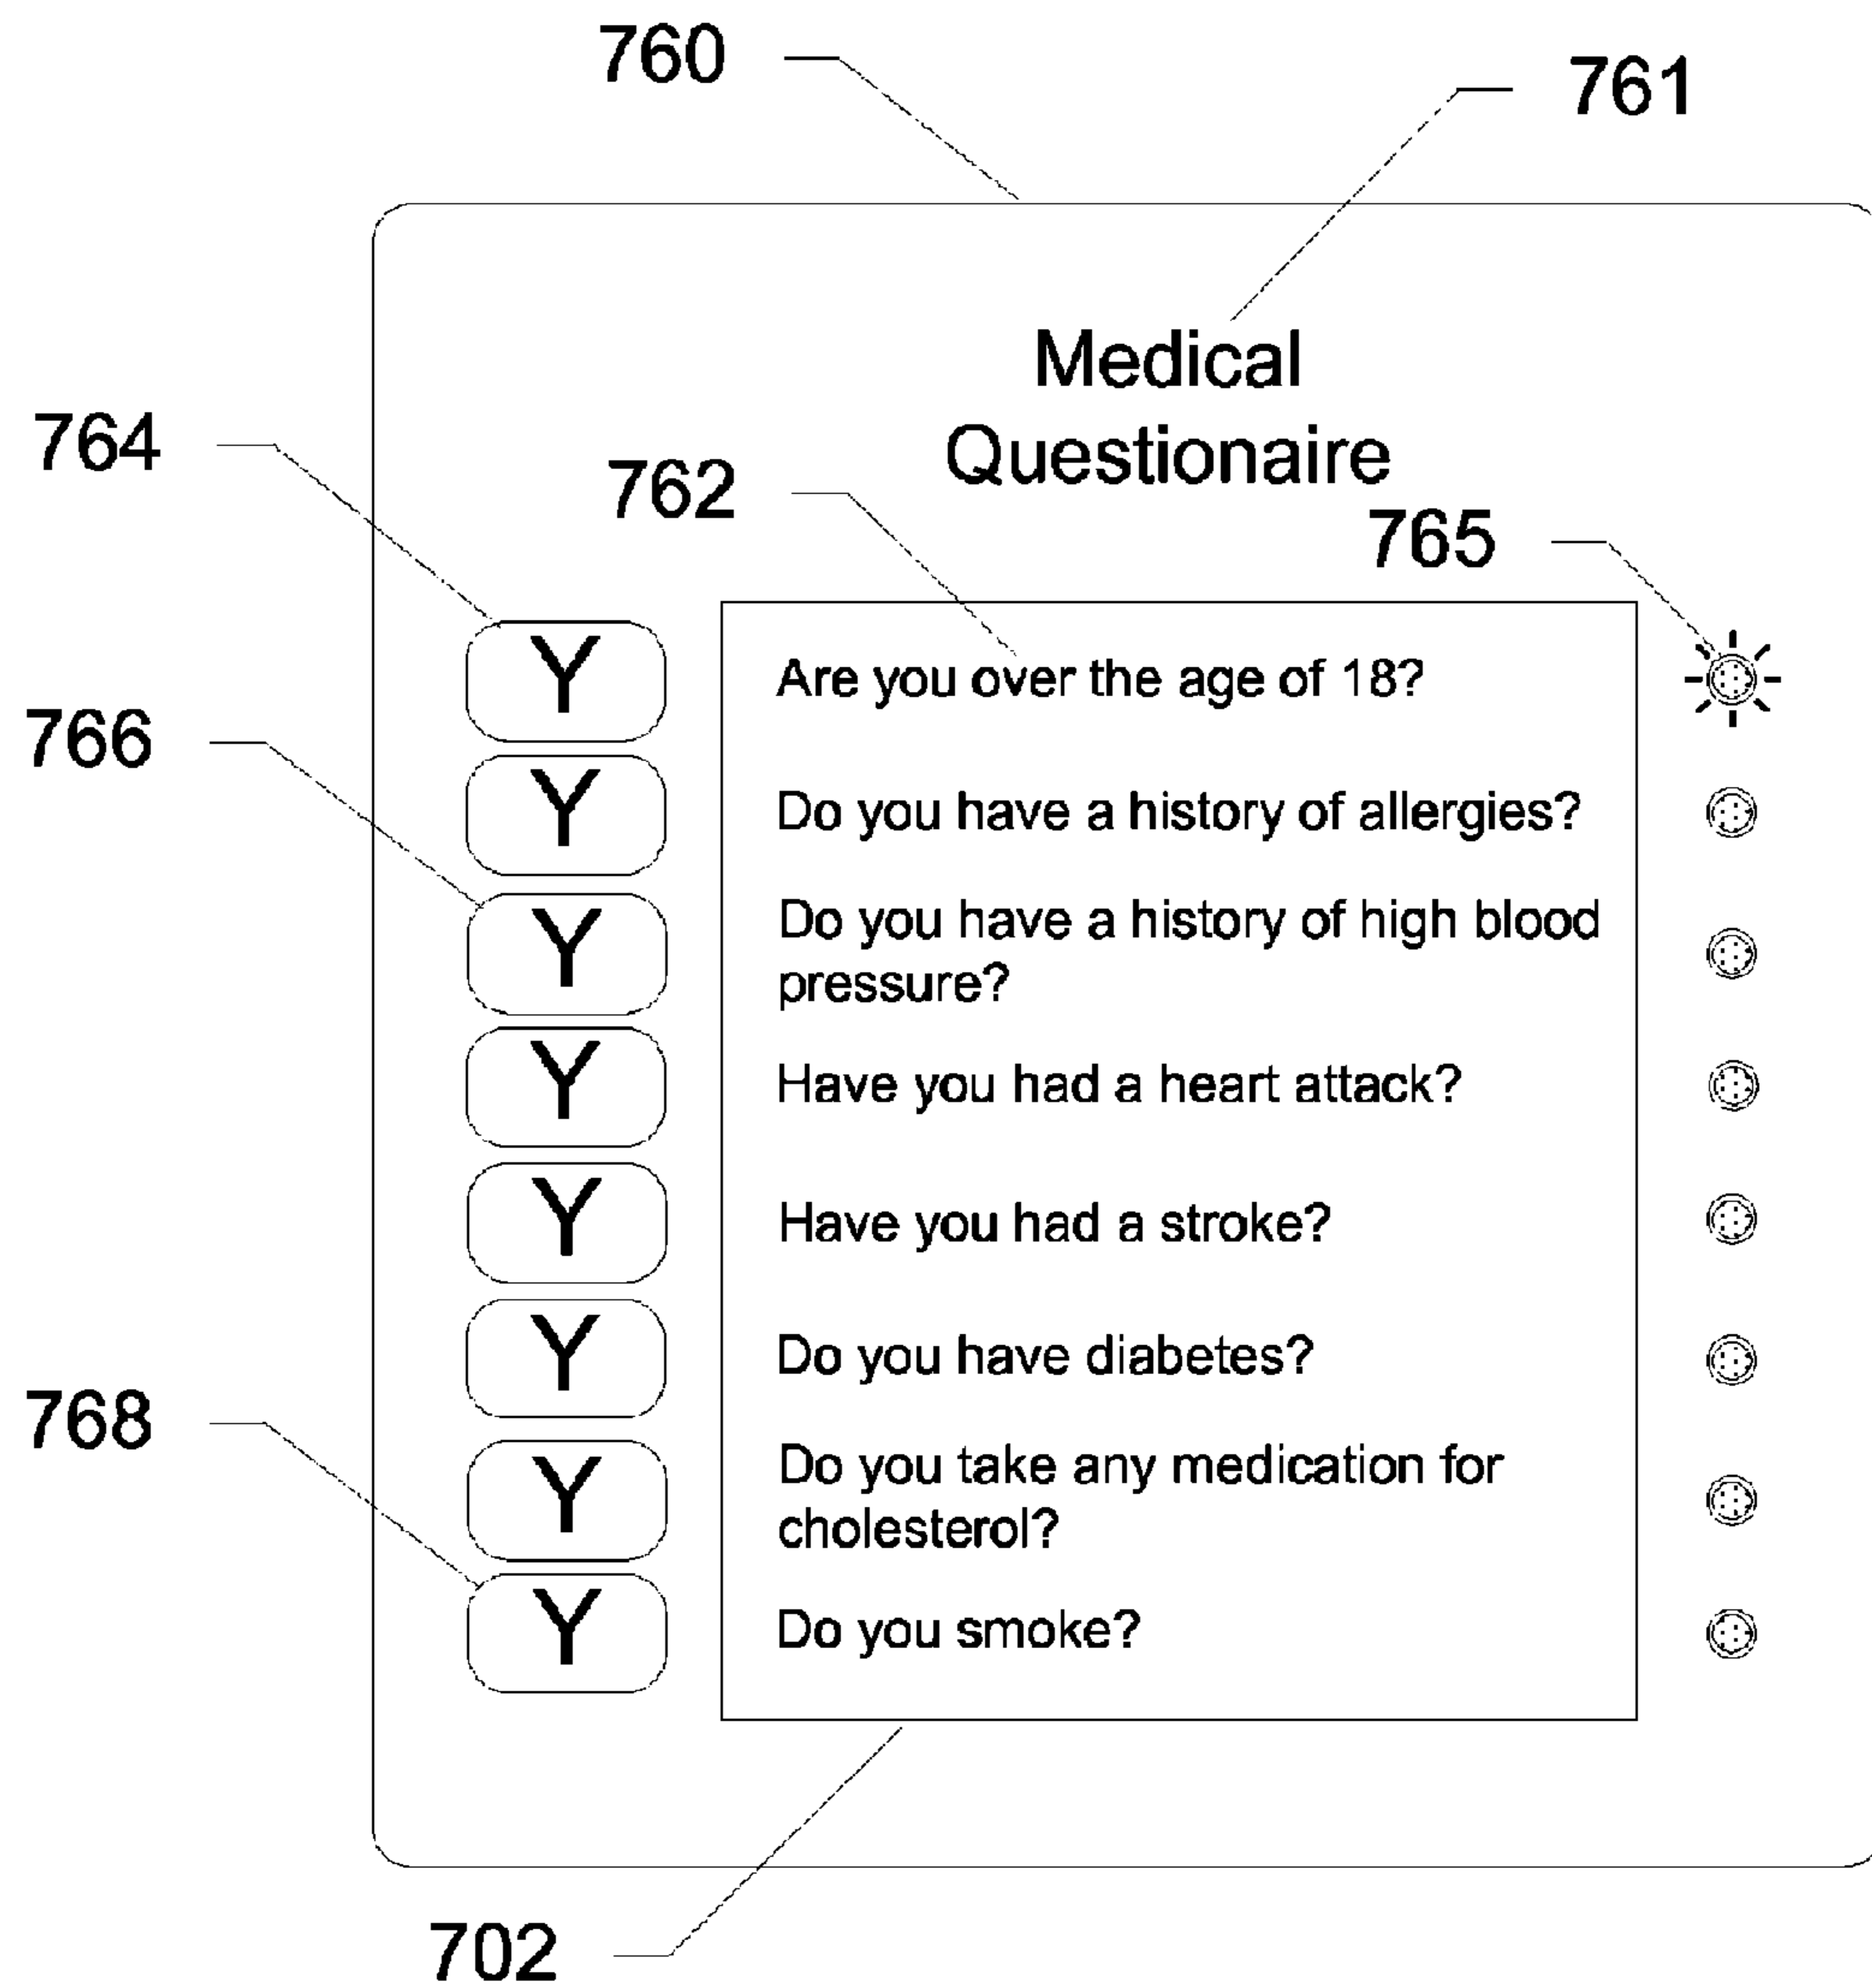 760
761
Medical
Questionaire
764
762
765
Y Are you over the age of 18?
766
Y Do you have a history of allergies?
Y Do you have a history of high blood
pressure?
Y Have you had a heart attack?
Y Have you had a stroke?
Y Do you have diabetes?
768
Y Do you take any medication for
cholesterol?
Y Do you smoke?
702